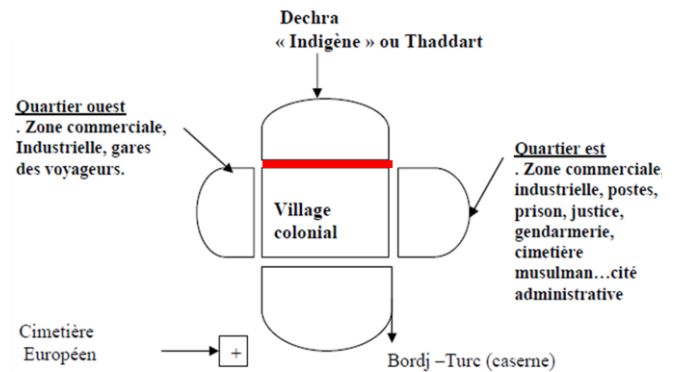 Dechra
« Indigène » ou Thaddart
Quartier ouest
. Zone commerciale,
Industrielle, gares
des voyageurs.
Quartier est
. Zone commerciale,
industrielle, postes,
prison, justice,
gendarmerie,
cimetière
musulman…cité
administrative
Village
colonial
Cimetière
Européen
+
Bordj –Turc (caserne)